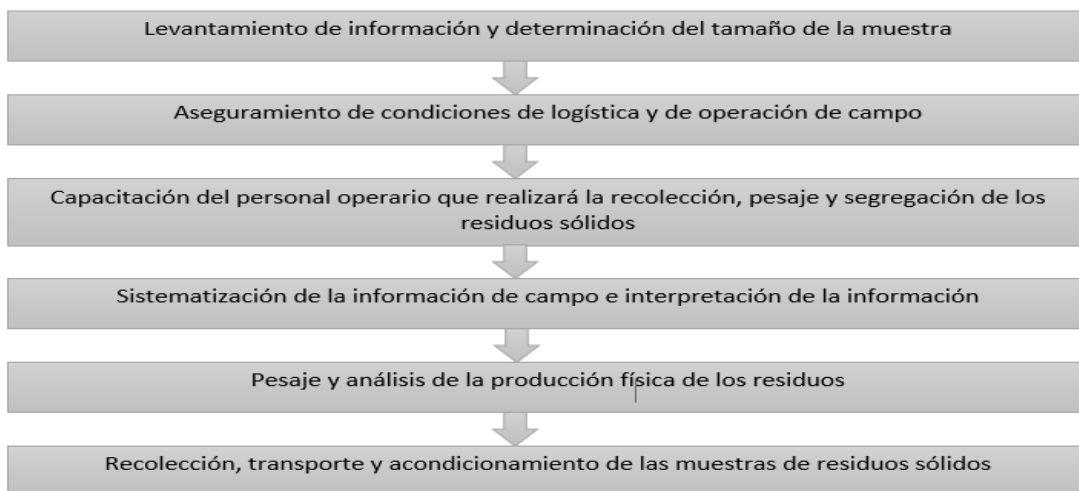 Levantamiento de información y determinación del tamaño de la muestra
Aseguramiento de condiciones de logística y de operación de campo
Capacitación del personal operario que realizará la recolección, pesaje y segregación de los
residuos sólidos
Sistematización de la información de campo e interpretación de la información
Pesaje y análisis de la producción física de los residuos
Recolección, transporte y acondicionamiento de las muestras de residuos sólidos